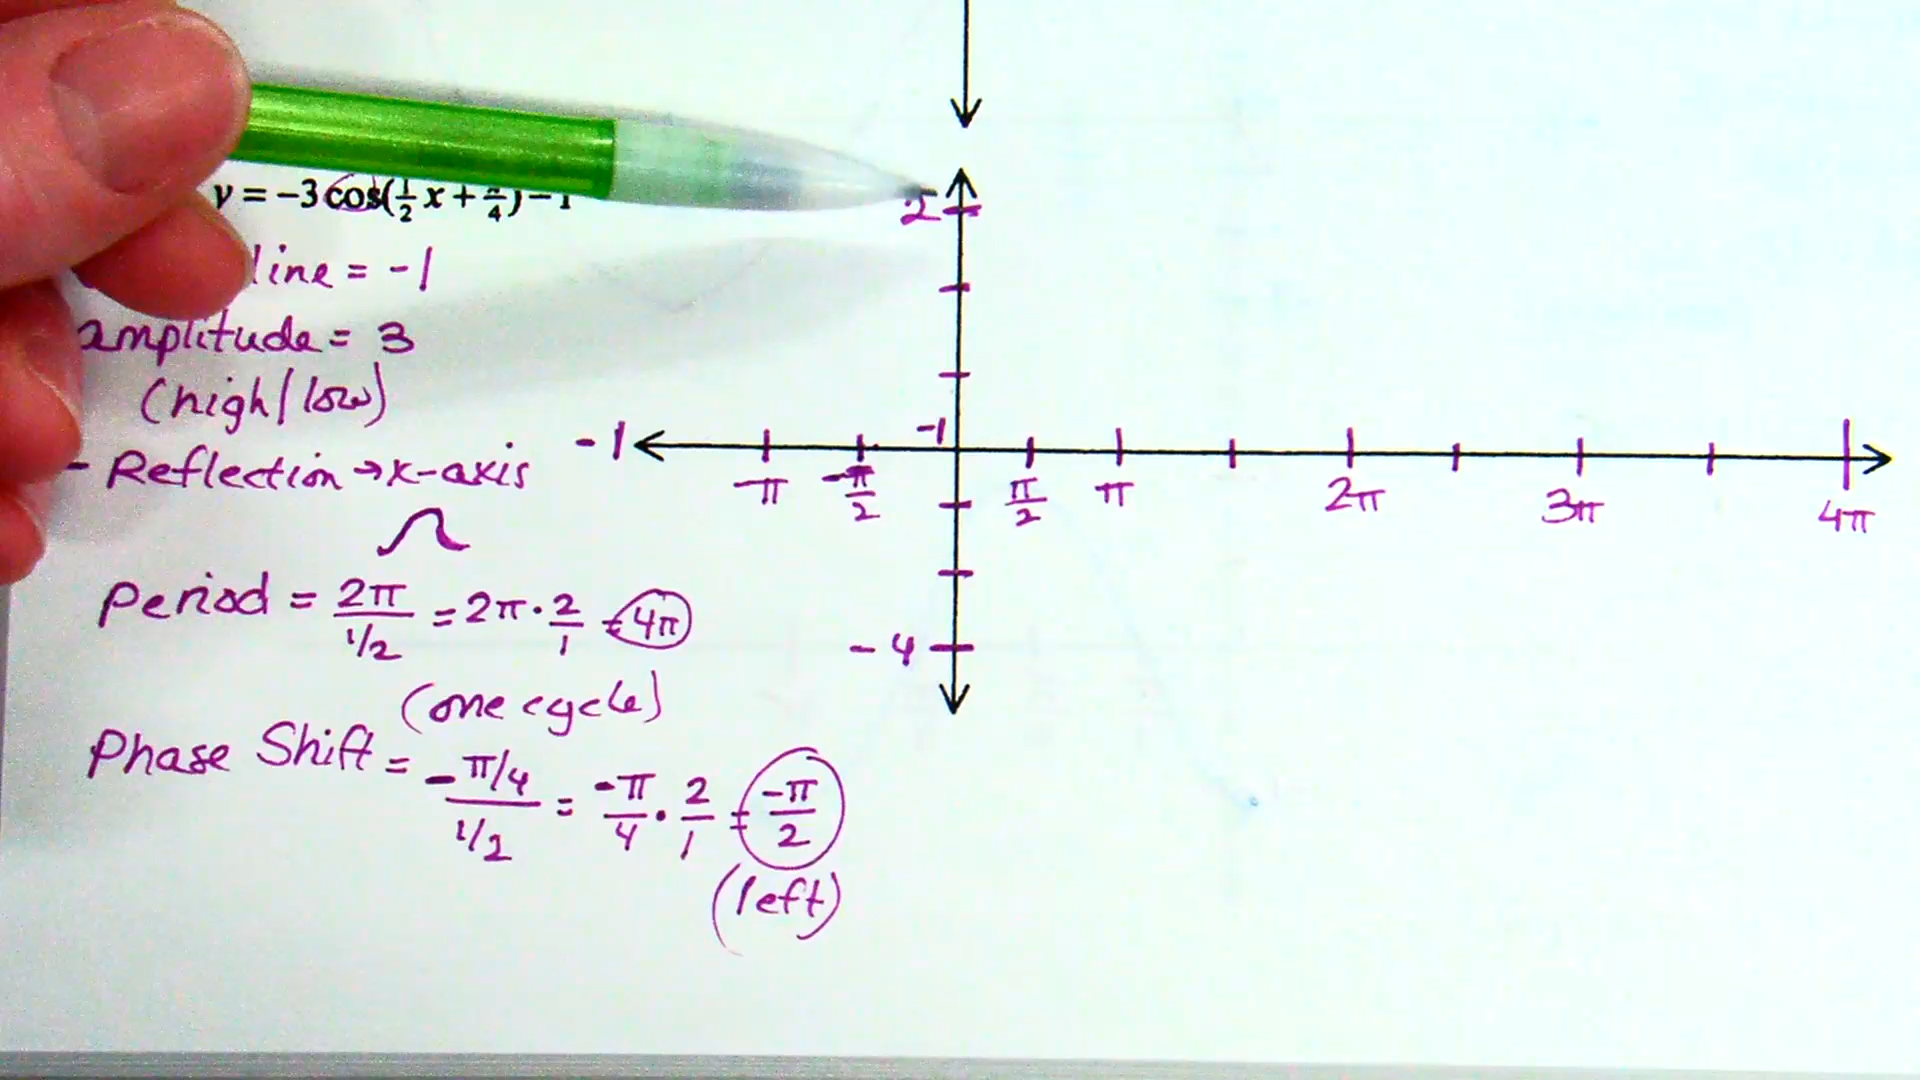 y = -3cos(1/2 x + /4) - 1
line = -1
amplitude = 3
(high/low)
- Reflection → x-axis
Period = 2π / 1/2 = 2π · 2/1 = 4π
(one cycle)
Phase Shift = -π/4 / 1/2 = -π/4 · 2/1 = -π/2
(left)
2
-1
-1
-π -π/2 π/2 π 2π 3π 4π
-4